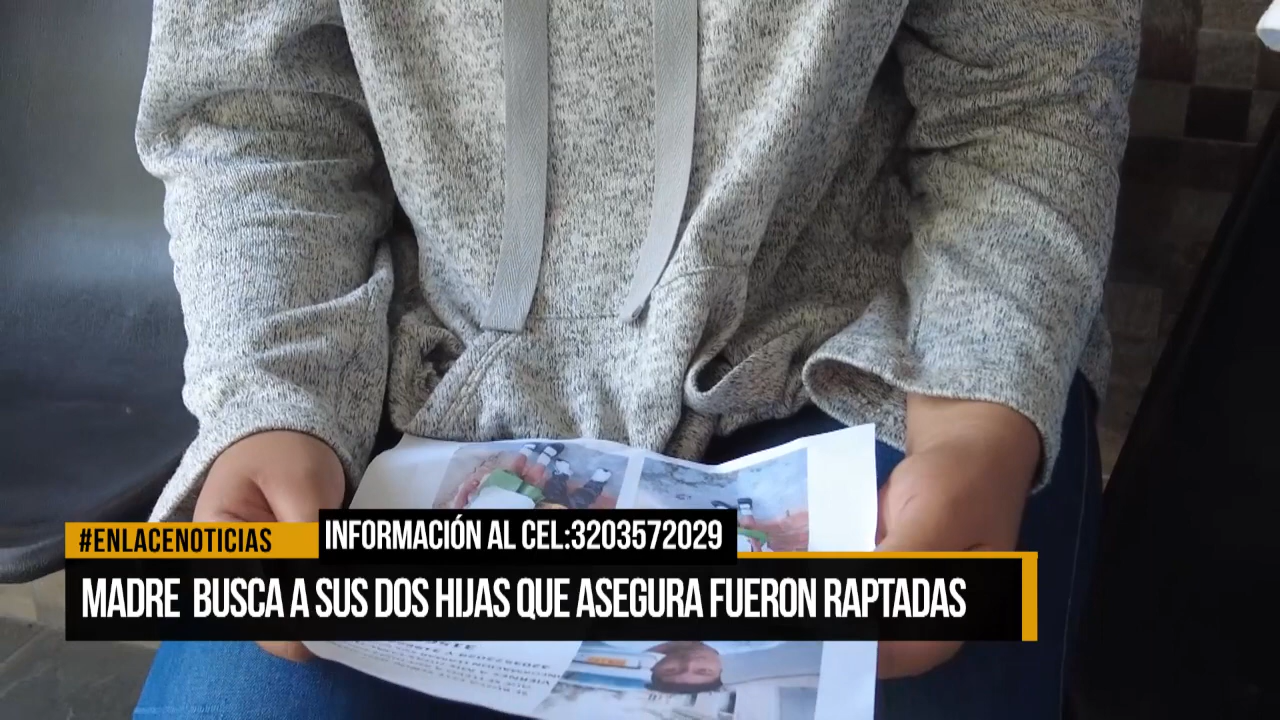 #ENLACENOTICIAS
INFORMACIÓN AL CEL:3203572029
MADRE BUSCA A SUS DOS HIJAS QUE ASEGURA FUERON RAPTADAS